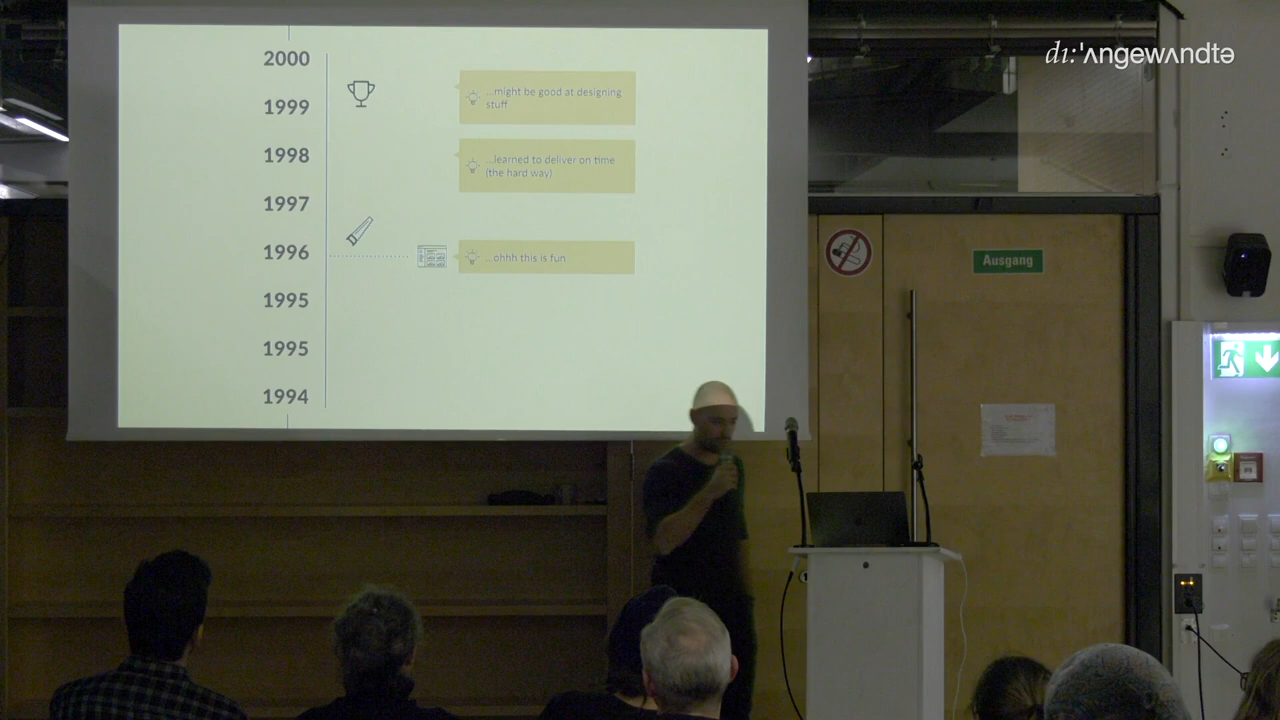 dı:'ʌngewʌndtə
2000
...might be good at designing
stuff
1999
1998
...learned to deliver on time
(the hard way)
1997
1996
...ohhh this is fun
1995
1995
1994
Ausgang